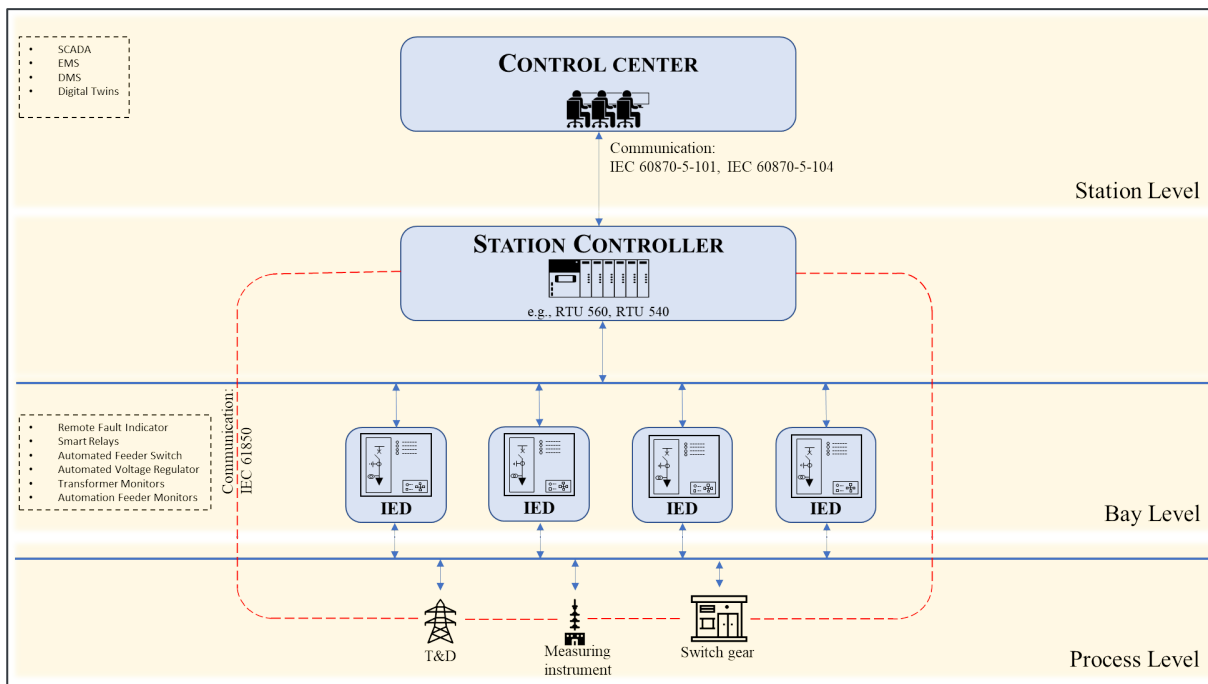 SCADA
EMS
DMS
Digital Twins
CONTROL CENTER
Communication:
IEC 60870-5-101, IEC 60870-5-104
Station Level
STATION CONTROLLER
e.g., RTU 560, RTU 540
Communication:
IEC 61850
Remote Fault Indicator
Smart Relays
Automated Feeder Switch
Automated Voltage Regulator
Transformer Monitors
Automation Feeder Monitors
IED
IED
IED
IED
Bay Level
T&D
Measuring
instrument
Switch gear
Process Level